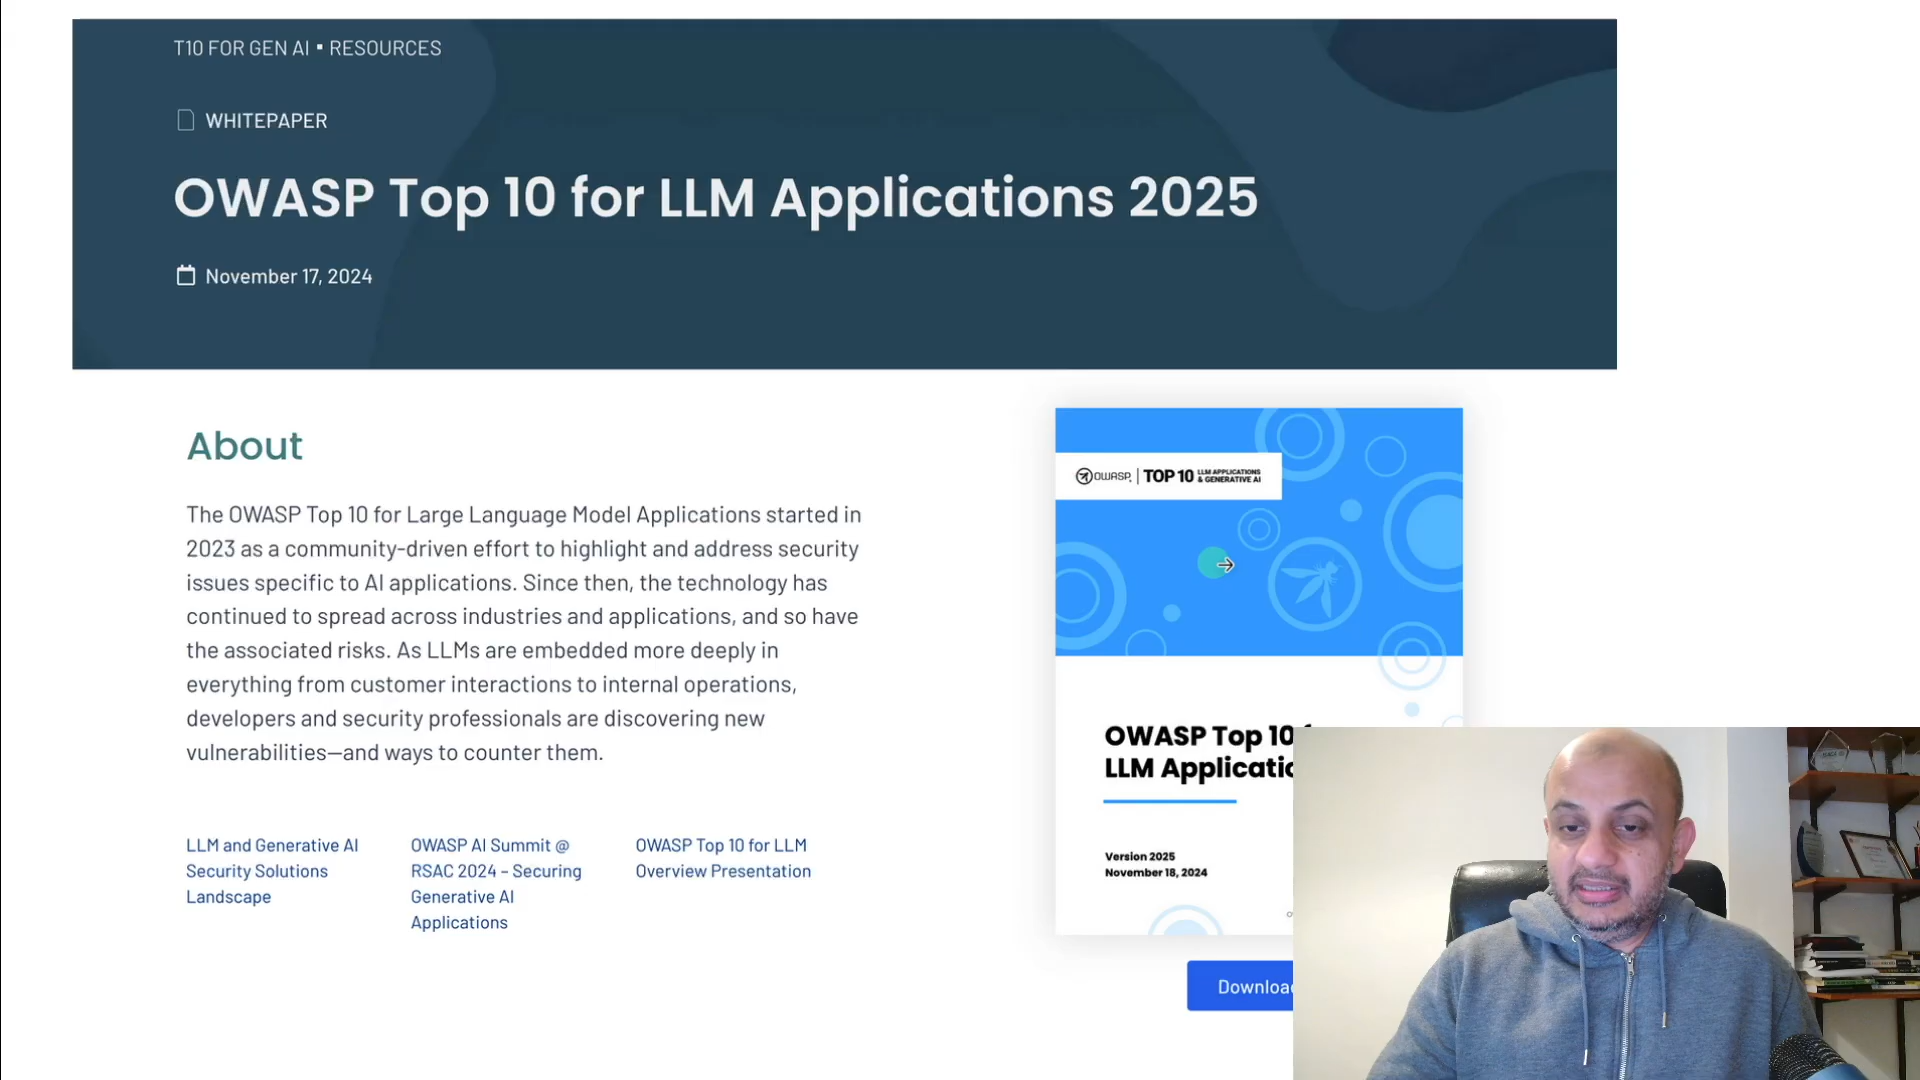 T10 FOR GEN AI ▪ RESOURCES
WHITEPAPER
OWASP Top 10 for LLM Applications 2025
November 17, 2024
About
The OWASP Top 10 for Large Language Model Applications started in
2023 as a community-driven effort to highlight and address security
issues specific to AI applications. Since then, the technology has
continued to spread across industries and applications, and so have
the associated risks. As LLMs are embedded more deeply in
everything from customer interactions to internal operations,
developers and security professionals are discovering new
vulnerabilities—and ways to counter them.
LLM and Generative AI
Security Solutions
Landscape
OWASP AI Summit @
RSAC 2024 – Securing
Generative AI
Applications
OWASP Top 10 for LLM
Overview Presentation
OWASP | TOP 10 LLM APPLICATIONS
& GENERATIVE AI
OWASP Top 10
LLM Applicatio
Version 2025
November 18, 2024
Downloa